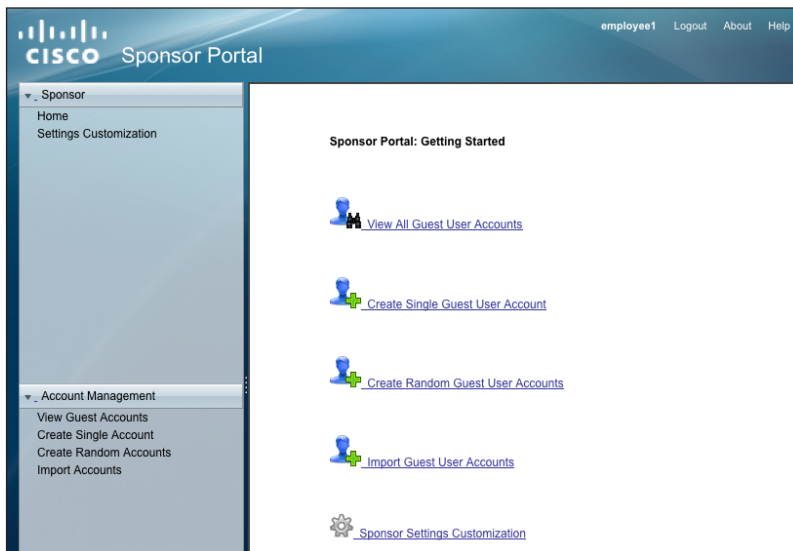 employee1 Logout About Help
CISCO Sponsor Portal
Sponsor
Home
Settings Customization
Account Management
View Guest Accounts
Create Single Account
Create Random Accounts
Import Accounts
Sponsor Portal: Getting Started
View All Guest User Accounts
Create Single Guest User Account
Create Random Guest User Accounts
Import Guest User Accounts
Sponsor Settings Customization